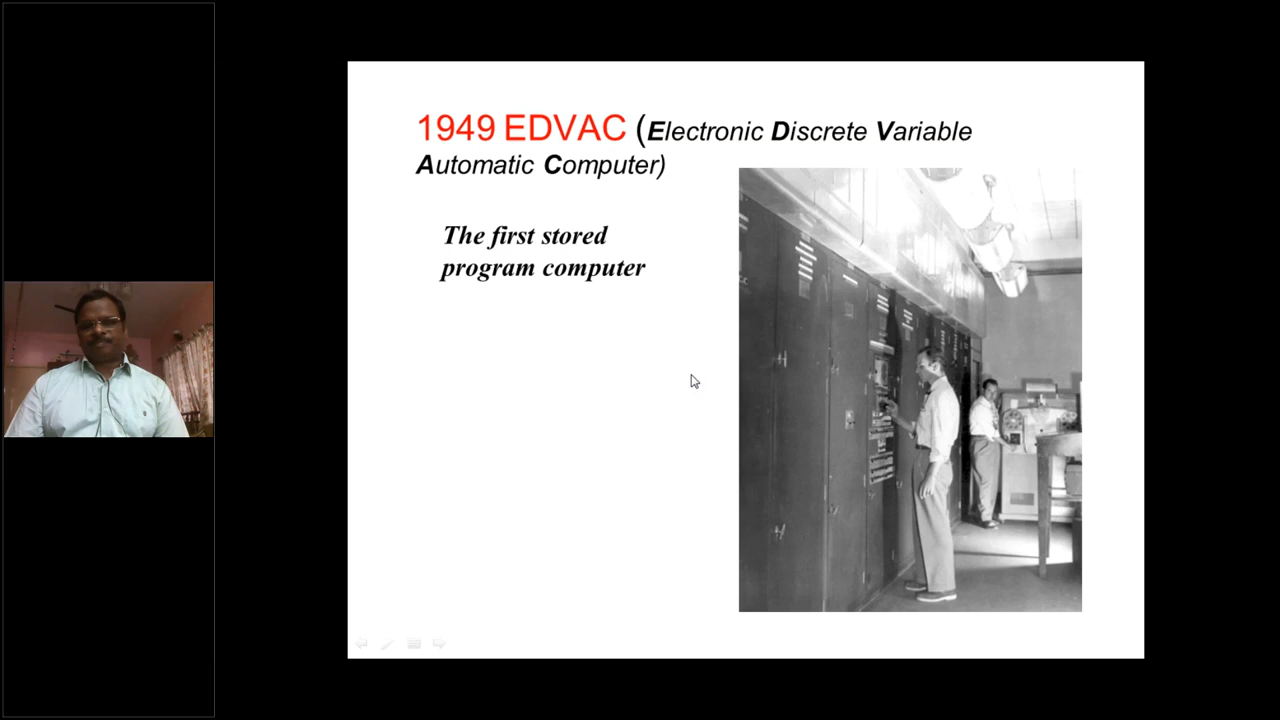 1949 EDVAC (Electronic Discrete Variable
Automatic Computer)
The first stored
program computer